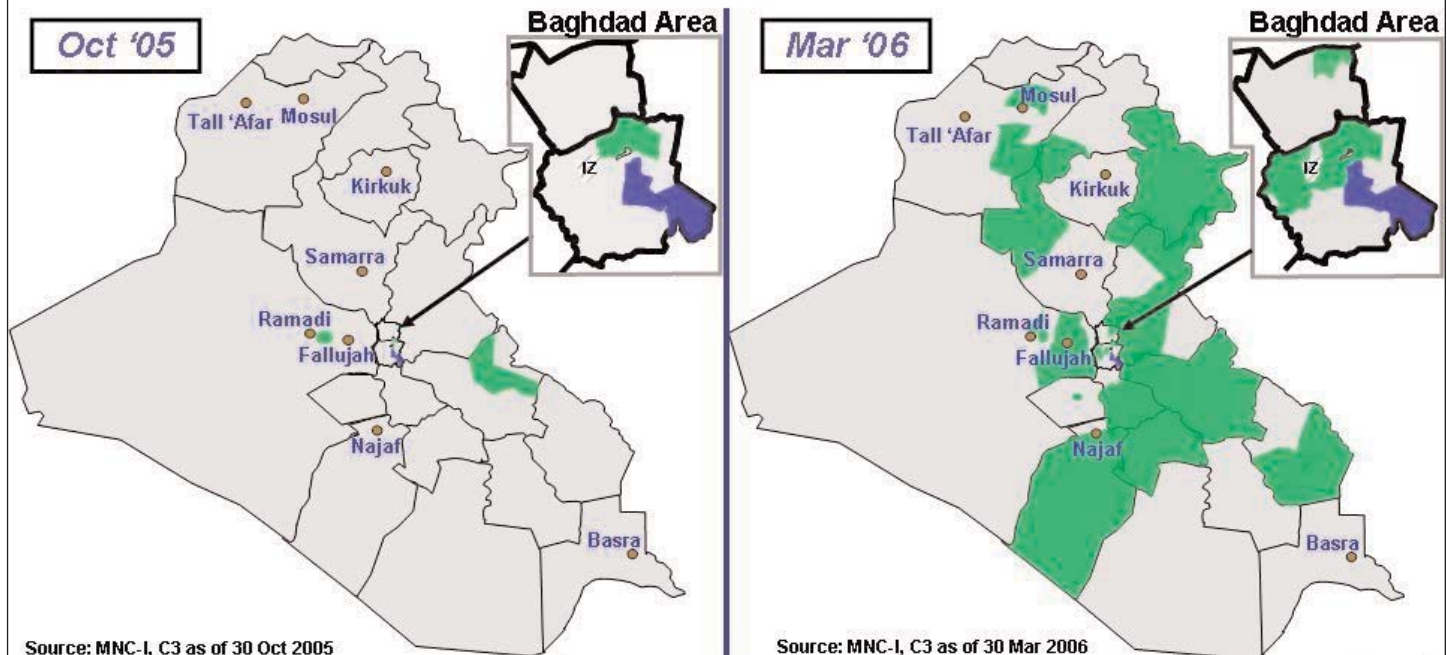 Oct ‘05
Baghdad Area
IZ
Tall ‘Afar
Mosul
Kirkuk
Samarra
Ramadi
Fallujah
Najaf
Basra
Source: MNC-I, C3 as of 30 Oct 2005
Mar ‘06
Baghdad Area
IZ
Mosul
Tall ‘Afar
Kirkuk
Samarra
Ramadi
Fallujah
Najaf
Basra
Source: MNC-I, C3 as of 30 Mar 2006